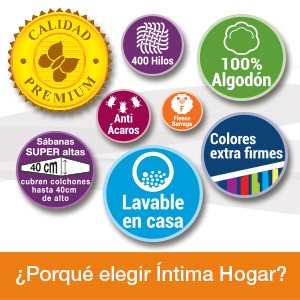 CALIDAD
PREMIUM
400 Hilos
100%
Algodón
Anti
Ácaros
F
Fleece
Borrega
Sábanas
SUPER altas
40 cm
cubren colchones
hasta 40cm
de alto
Lavable
en casa
Colores
extra firmes
¿Porqué elegir Íntima Hogar?